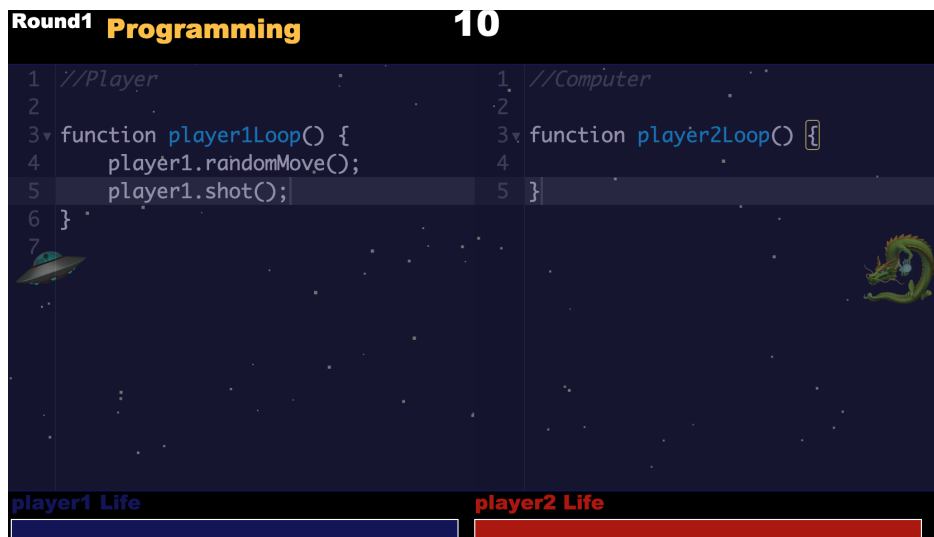 Round1 Programming 10
1 //Player
2
3 function player1Loop() {
4 player1.randomMove();
5 player1.shot();
6 }
7
1 //Computer
2
3 function player2Loop() {
4
5 }
player1 Life
player2 Life